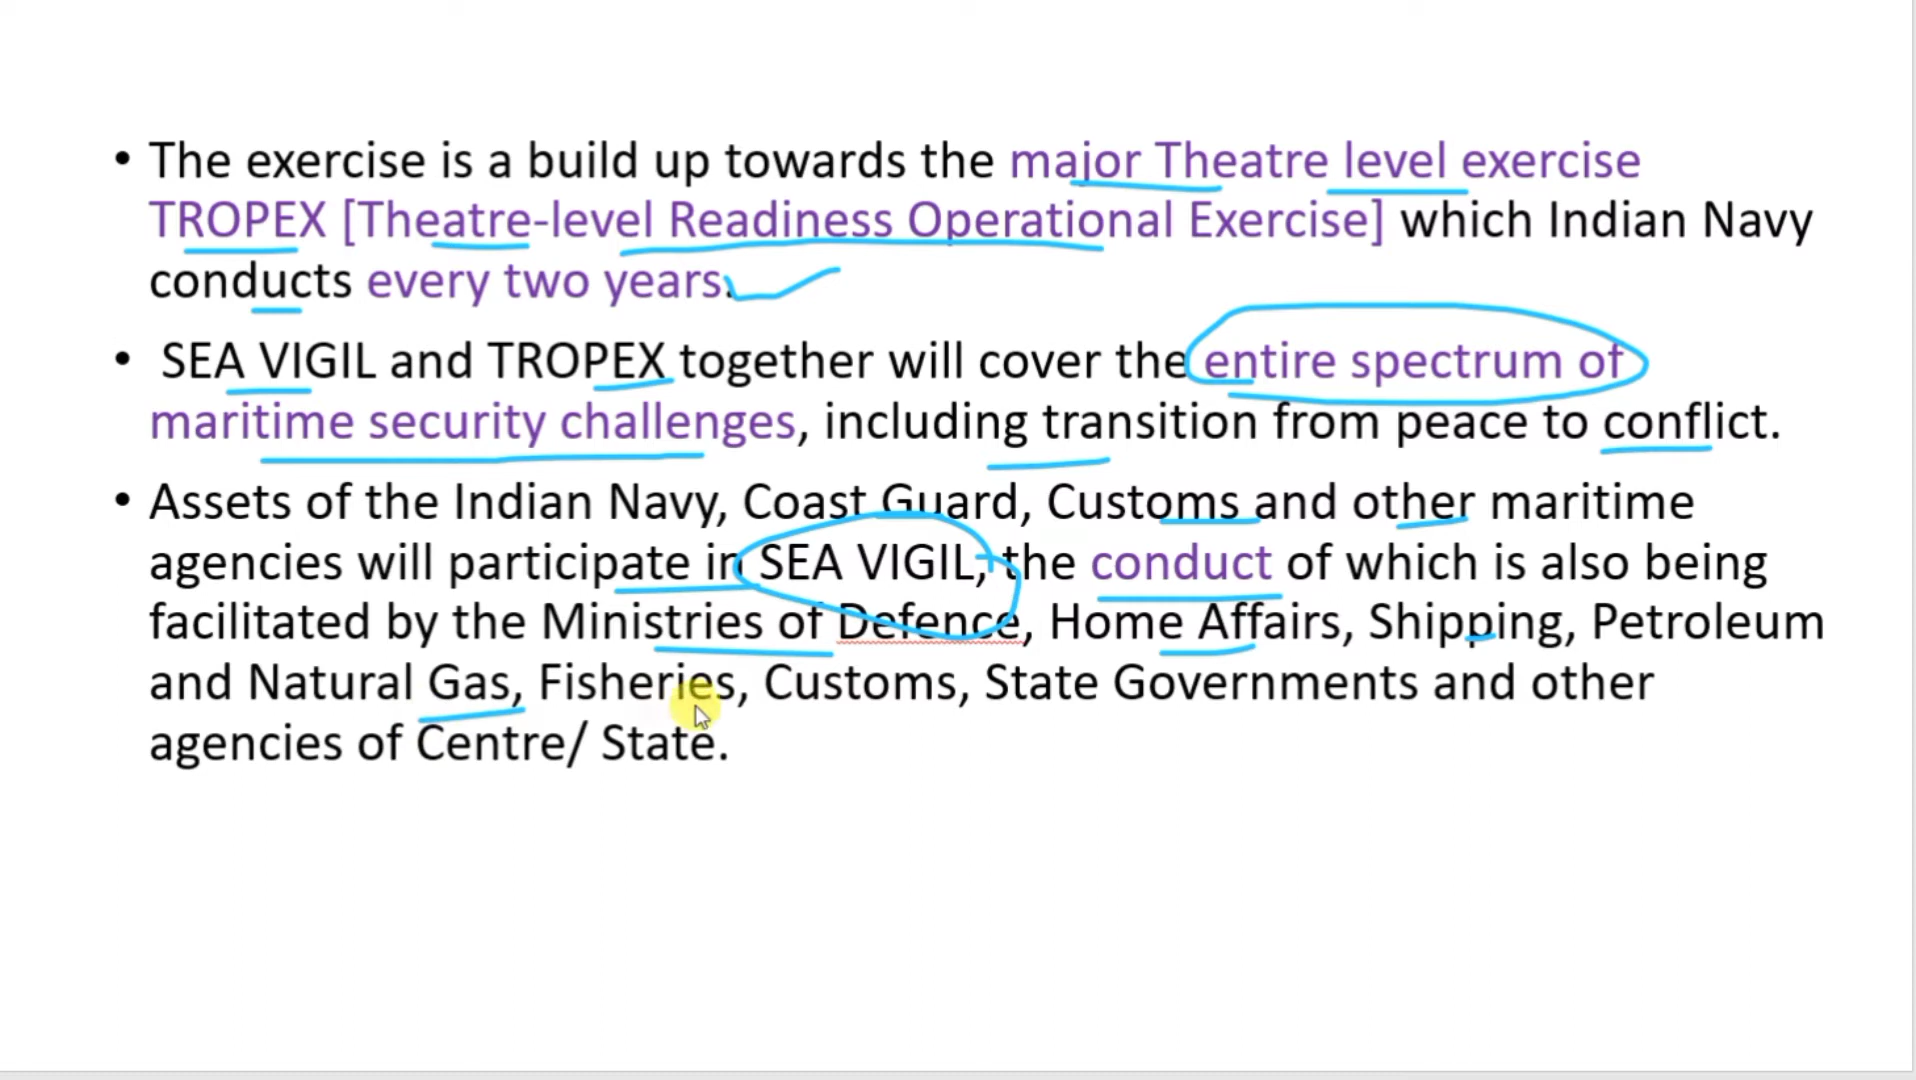 • The exercise is a build up towards the major Theatre level exercise
TROPEX [Theatre-level Readiness Operational Exercise] which Indian Navy
conducts every two years.
• SEA VIGIL and TROPEX together will cover the entire spectrum of
maritime security challenges, including transition from peace to conflict.
• Assets of the Indian Navy, Coast Guard, Customs and other maritime
agencies will participate in SEA VIGIL, the conduct of which is also being
facilitated by the Ministries of Defence, Home Affairs, Shipping, Petroleum
and Natural Gas, Fisheries, Customs, State Governments and other
agencies of Centre/ State.